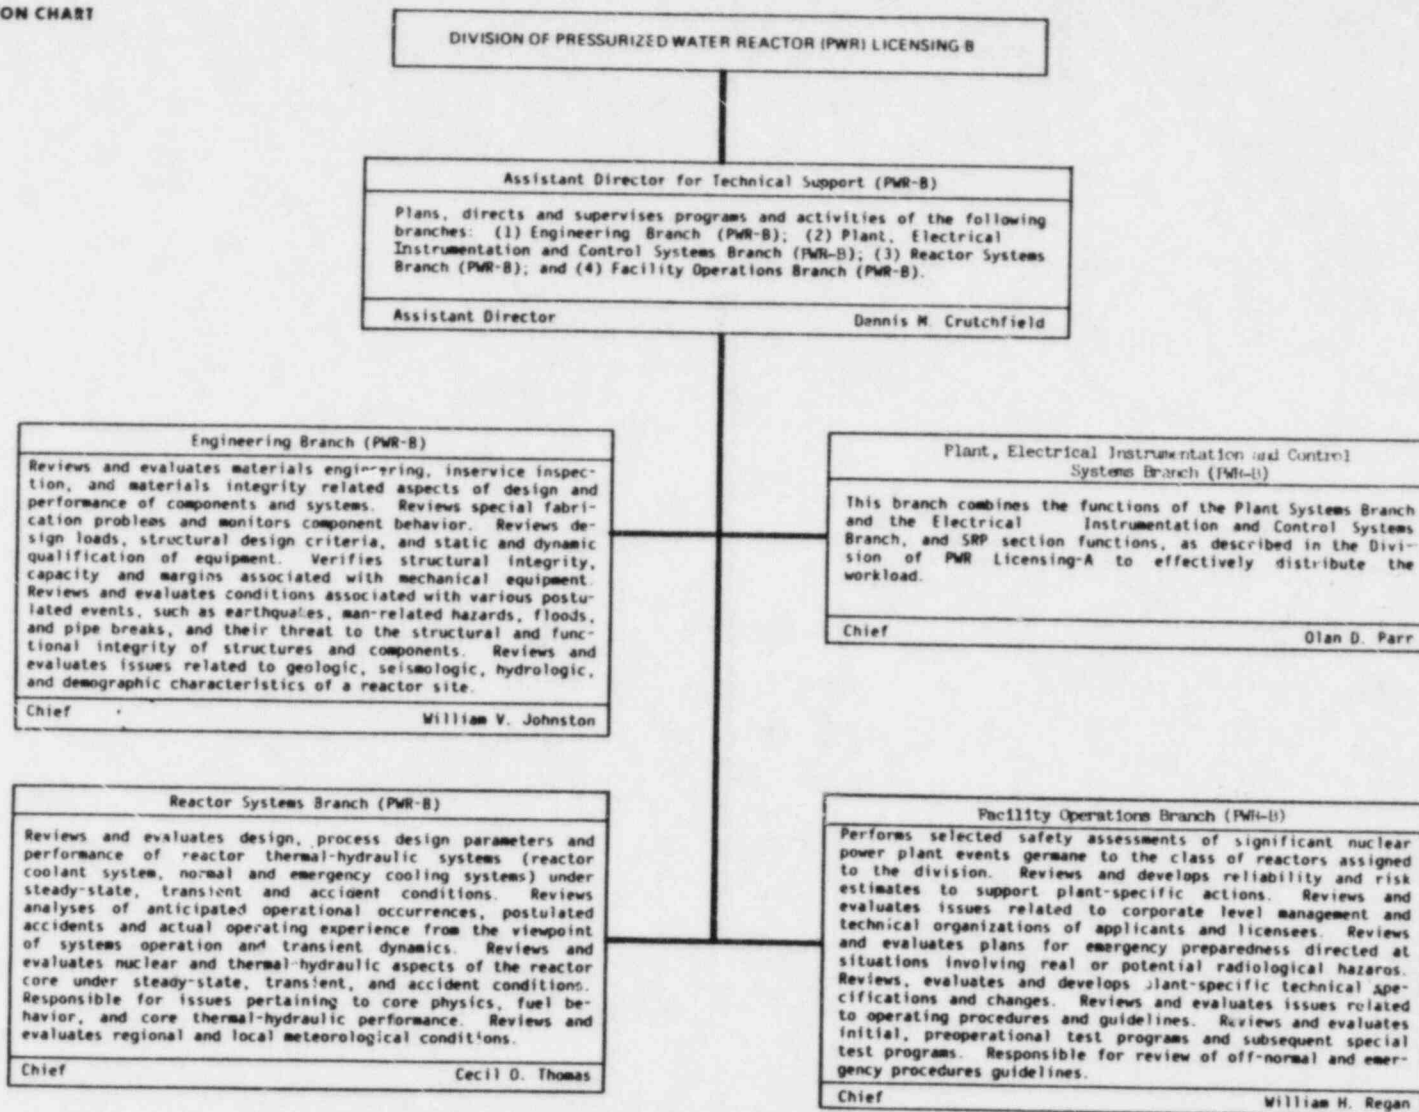 ON CHART
DIVISION OF PRESSURIZED WATER REACTOR (PWR) LICENSING-B
Assistant Director for Technical Support (PWR-B)
Plans, directs and supervises programs and activities of the following
branches: (1) Engineering Branch (PWR-B); (2) Plant, Electrical
Instrumentation and Control Systems Branch (PWR-B); (3) Reactor Systems
Branch (PWR-B); and (4) Facility Operations Branch (PWR-B).
Assistant Director Dennis M. Crutchfield
Engineering Branch (PWR-B)
Reviews and evaluates materials engineering, inservice inspec-
tion, and materials integrity related aspects of design and
performance of components and systems. Reviews special fabri-
cation problems and monitors component behavior. Reviews de-
sign loads, structural design criteria, and static and dynamic
qualification of equipment. Verifies structural integrity,
capacity and margins associated with mechanical equipment.
Reviews and evaluates conditions associated with various postu-
lated events, such as earthquakes, man-related hazards, floods,
and pipe breaks, and their threat to the structural and func-
tional integrity of structures and components. Reviews and
evaluates issues related to geologic, seismologic, hydrologic,
and demographic characteristics of a reactor site.
Chief William V. Johnston
Plant, Electrical Instrumentation and Control
Systems Branch (PWR-B)
This branch combines the functions of the Plant Systems Branch
and the Electrical Instrumentation and Control Systems
Branch, and SRP section functions, as described in the Divi-
sion of PWR Licensing-A to effectively distribute the
workload.
Chief Olan D. Parr
Reactor Systems Branch (PWR-B)
Reviews and evaluates design, process design parameters and
performance of reactor thermal-hydraulic systems (reactor
coolant system, normal and emergency cooling systems) under
steady-state, transient and accident conditions. Reviews
analyses of anticipated operational occurrences, postulated
accidents and actual operating experience from the viewpoint
of systems operation and transient dynamics. Reviews and
evaluates nuclear and thermal-hydraulic aspects of the reactor
core under steady-state, transient, and accident conditions.
Responsible for issues pertaining to core physics, fuel be-
havior, and core thermal-hydraulic performance. Reviews and
evaluates regional and local meteorological conditions.
Chief Cecil O. Thomas
Facility Operations Branch (PWR-B)
Performs selected safety assessments of significant nuclear
power plant events germane to the class of reactors assigned
to the division. Reviews and develops reliability and risk
estimates to support plant-specific actions. Reviews and
evaluates issues related to corporate level management and
technical organizations of applicants and licensees. Reviews
and evaluates plans for emergency preparedness directed at
situations involving real or potential radiological hazards.
Reviews, evaluates and develops plant-specific technical spe-
cifications and changes. Reviews and evaluates issues related
to operating procedures and guidelines. Reviews and evaluates
initial, preoperational test programs and subsequent special
test programs. Responsible for review of off-normal and emer-
gency procedures guidelines.
Chief William H. Regan